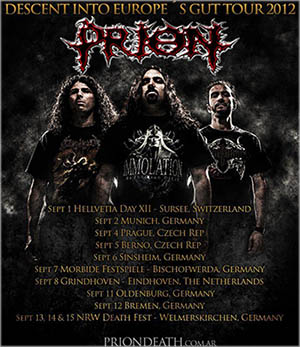 DESCENT INTO EUROPE´S GUT TOUR 2012
PRION
IMMOLATION
SEPT 1 HELLVETIA DAY XII - SURSEE, SWITZERLAND
SEPT 2 MUNICH, GERMANY
SEPT 4 PRAGUE, CZECH REP
SEPT 5 BERNO, CZECH REP
SEPT 6 SINSHEIM, GERMANY
SEPT 7 MORBIDE FESTSPIELE - BISCHOFWERDA, GERMANY
SEPT 8 GRINDHOVEN - EINDHOVEN, THE NETHERLANDS
SEPT 11 OLDENBURG, GERMANY
SEPT 12 BREMEN, GERMANY
SEPT 13, 14 & 15 NRW DEATH FEST - WELMERSKIRCHEN, GERMANY
PRIONDEATH.COM.AR